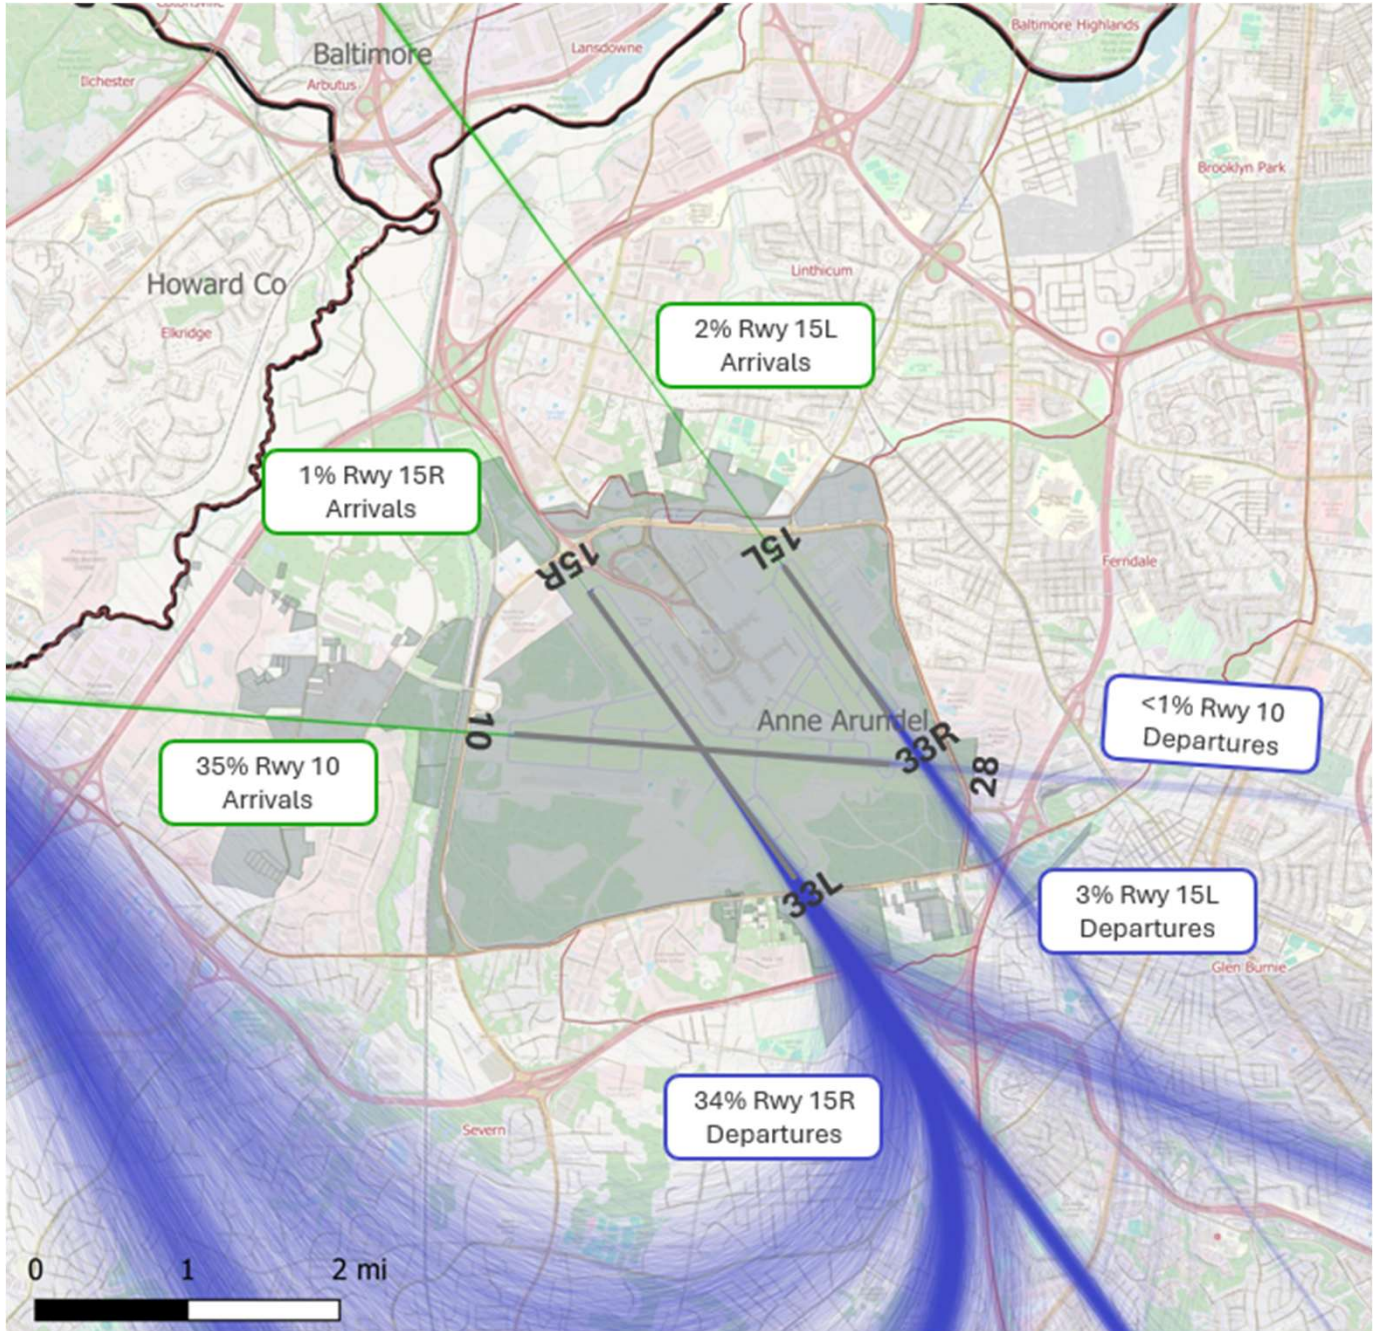 Baltimore
Lansdowne
Baltimore Highlands
Ilchester
Arbutus
Brooklyn Park
Howard Co
Linthicum
Elkridge
2% Rwy 15L
Arrivals
1% Rwy 15R
Arrivals
15R
15L
Ferndale
10
Anne Arundel
33R
28
<1% Rwy 10
Departures
35% Rwy 10
Arrivals
33L
3% Rwy 15L
Departures
Glen Burnie
34% Rwy 15R
Departures
Severn
0 1 2 mi